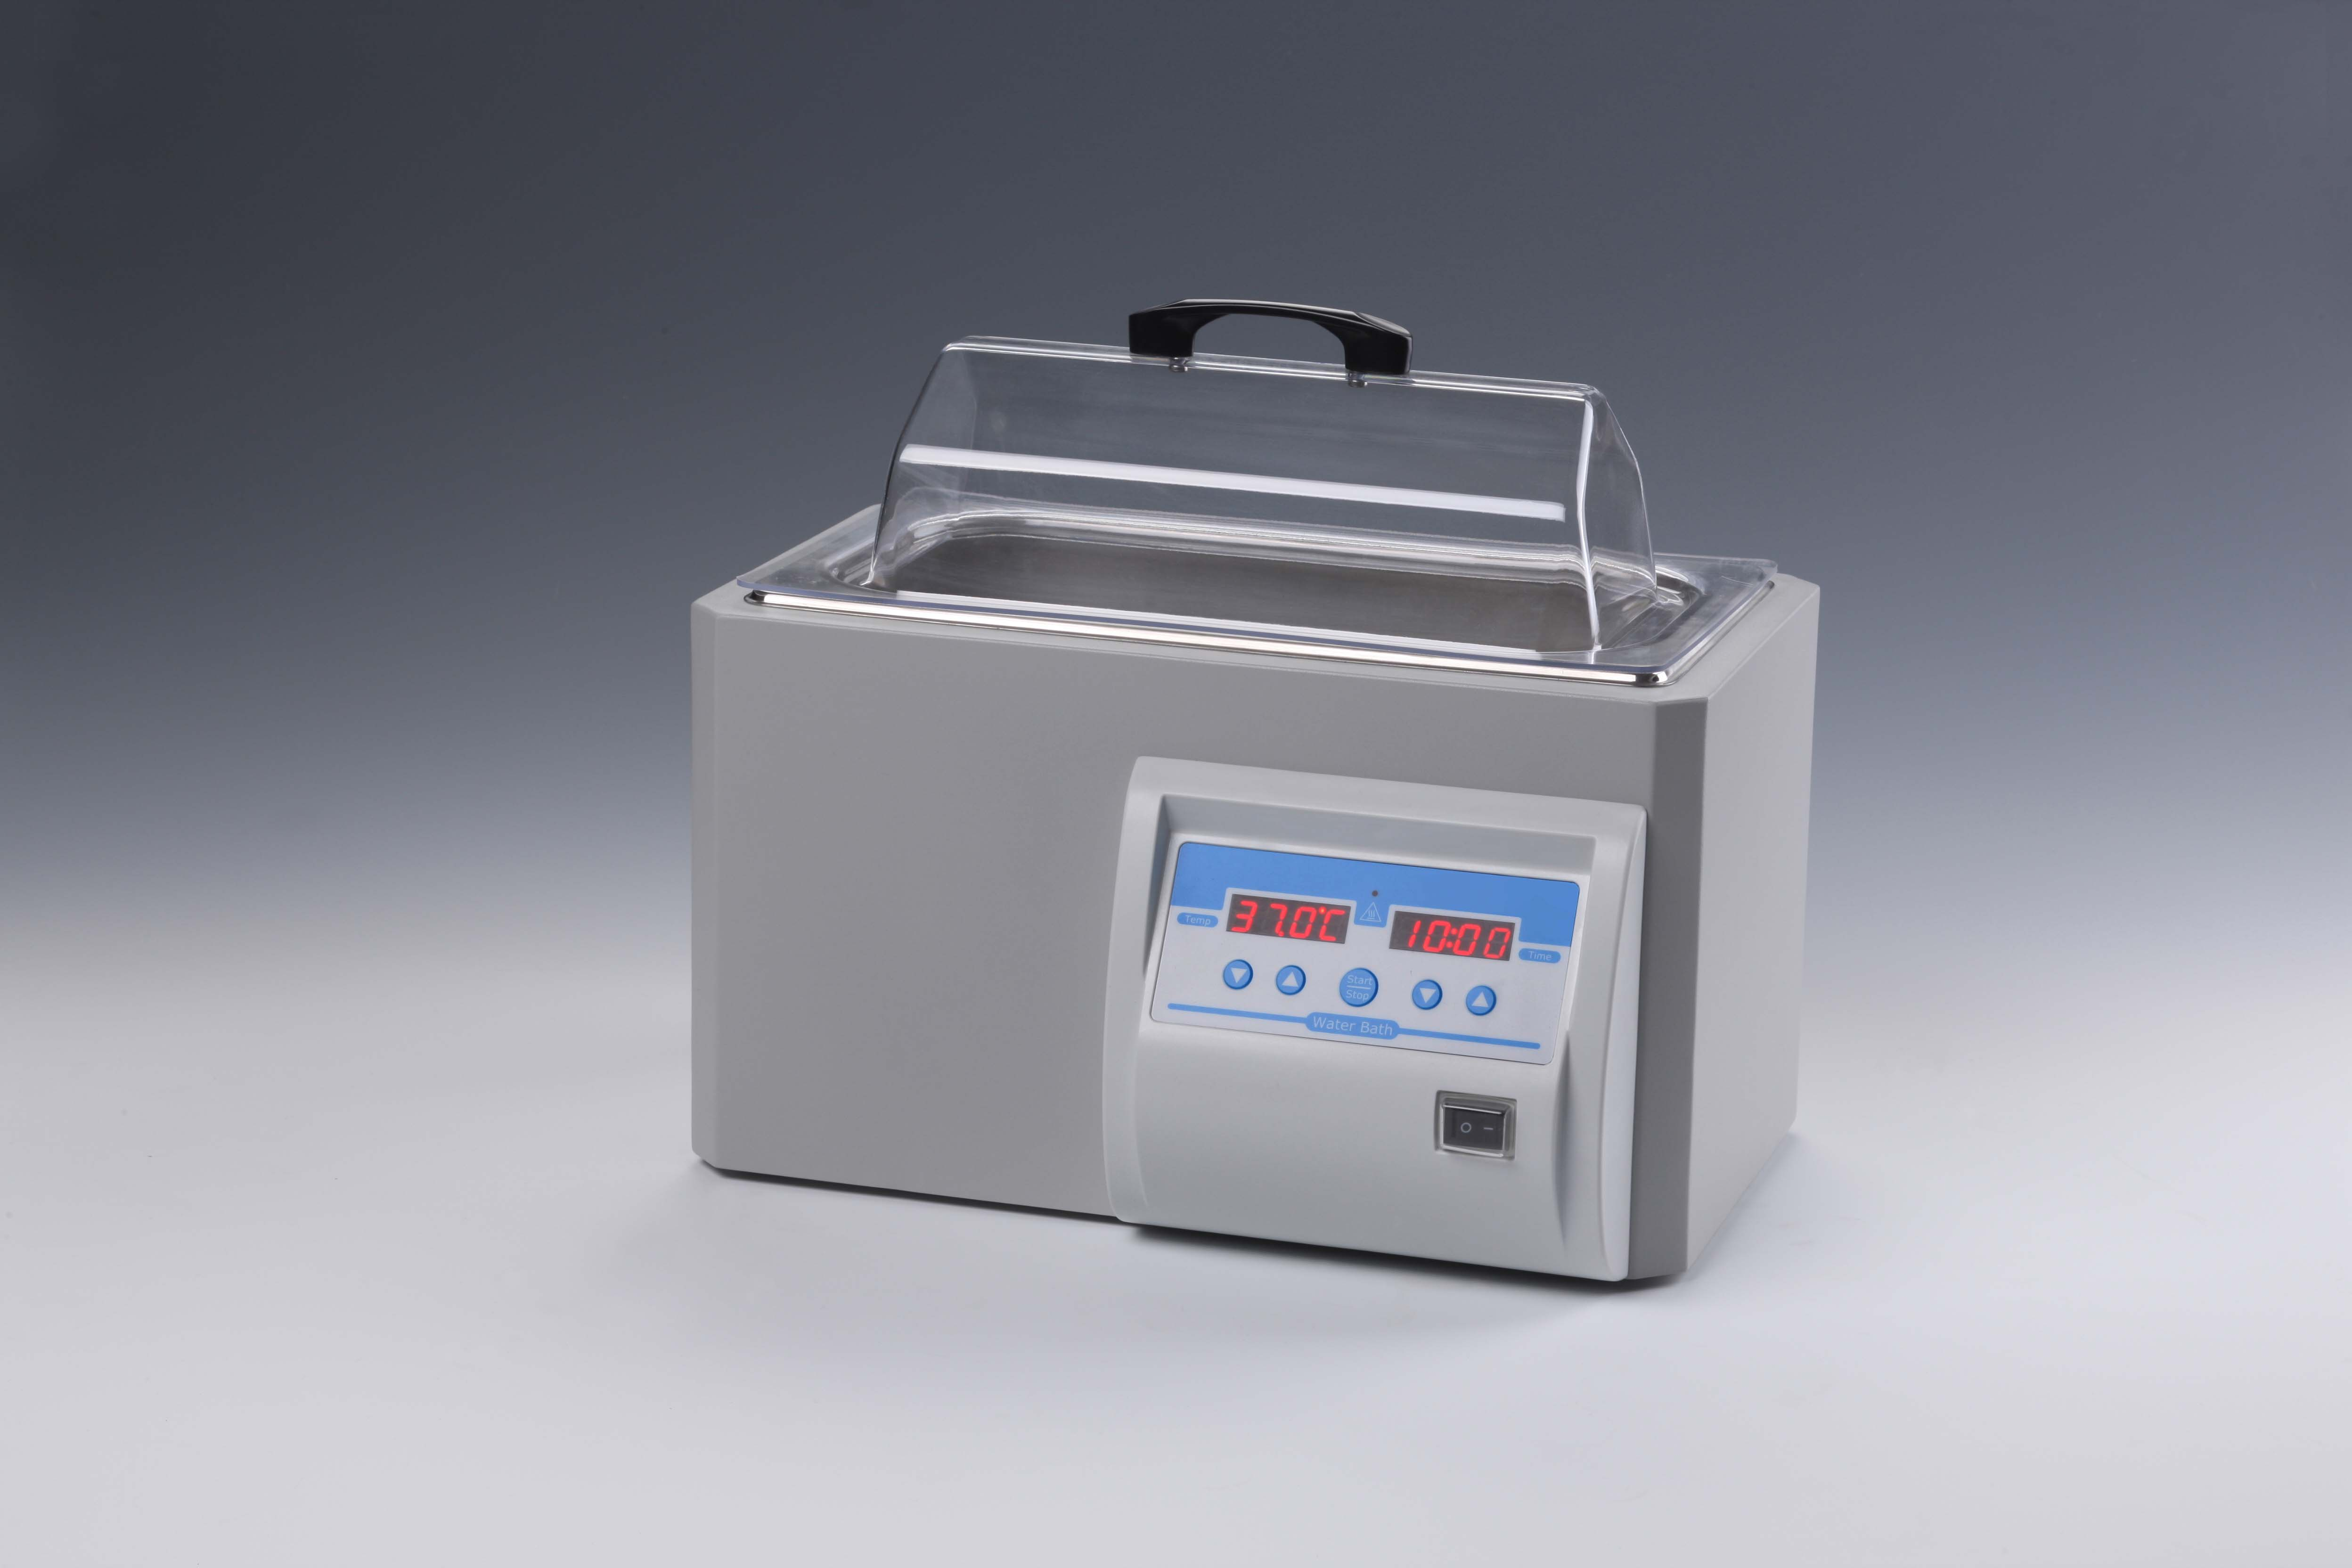 Temp 37.0℃ 10:00 Time
Start
Stop
Water Bath
O –